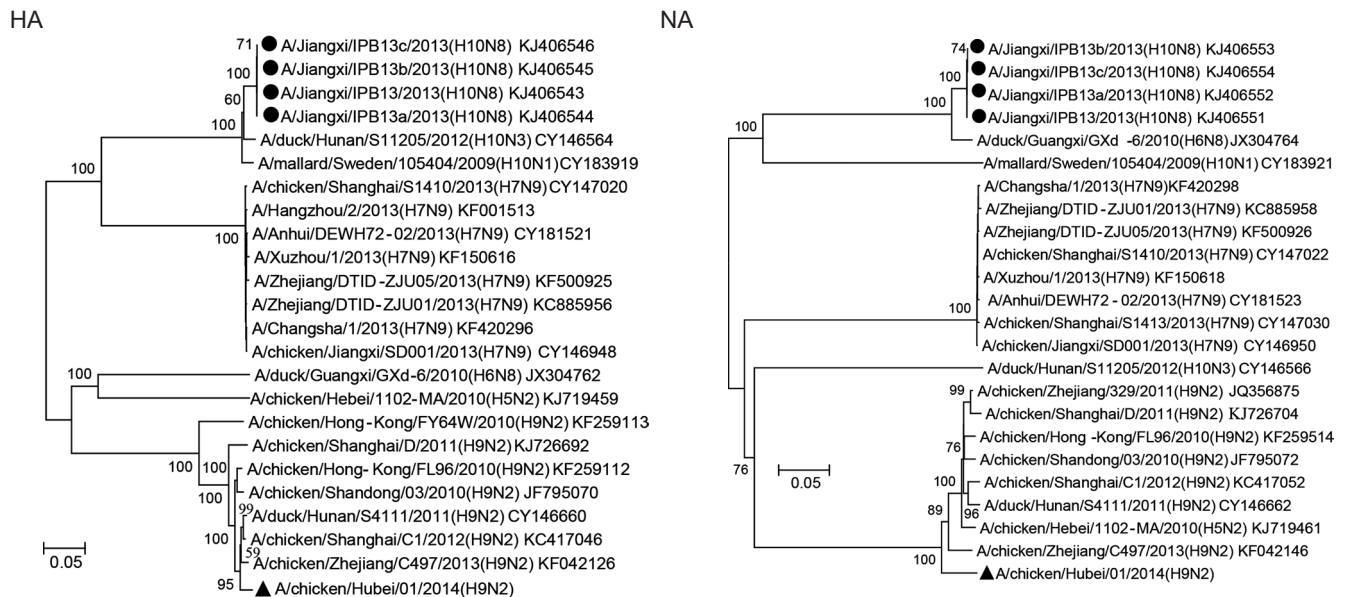 HA
71 A/Jiangxi/IPB13c/2013(H10N8) KJ406546
100 A/Jiangxi/IPB13b/2013(H10N8) KJ406545
60 A/Jiangxi/IPB13/2013(H10N8) KJ406543
100 A/Jiangxi/IPB13a/2013(H10N8) KJ406544
A/duck/Hunan/S11205/2012(H10N3) CY146564
100 A/mallard/Sweden/105404/2009(H10N1)CY183919
A/chicken/Shanghai/S1410/2013(H7N9)CY147020
A/Hangzhou/2/2013(H7N9) KF001513
100 A/Anhui/DEWH72-02/2013(H7N9) CY181521
A/Xuzhou/1/2013(H7N9) KF150616
A/Zhejiang/DTID-ZJU05/2013(H7N9) KF500925
A/Zhejiang/DTID-ZJU01/2013(H7N9) KC885956
A/Changsha/1/2013(H7N9) KF420296
A/chicken/Jiangxi/SD001/2013(H7N9) CY146948
100 A/duck/Guangxi/GXd-6/2010(H6N8) JX304762
A/chicken/Hebei/1102-MA/2010(H5N2) KJ719459
A/chicken/Hong-Kong/FY64W/2010(H9N2) KF259113
A/chicken/Shanghai/D/2011(H9N2) KJ726692
100 100 A/chicken/Hong-Kong/FL96/2010(H9N2) KF259112
100 A/chicken/Shandong/03/2010(H9N2) JF795070
99 A/duck/Hunan/S4111/2011(H9N2) CY146660
100 A/chicken/Shanghai/C1/2012(H9N2) KC417046
59 A/chicken/Zhejiang/C497/2013(H9N2) KF042126
95 A/chicken/Hubei/01/2014(H9N2)
0.05
NA
74 A/Jiangxi/IPB13b/2013(H10N8) KJ406553
100 A/Jiangxi/IPB13c/2013(H10N8) KJ406554
100 A/Jiangxi/IPB13a/2013(H10N8) KJ406552
100 A/Jiangxi/IPB13/2013(H10N8) KJ406551
A/duck/Guangxi/GXd -6/2010(H6N8)JX304764
A/mallard/Sweden/105404/2009(H10N1) CY183921
A/Changsha/1/2013(H7N9)KF420298
A/Zhejiang/DTID-ZJU01/2013(H7N9) KC885958
A/Zhejiang/DTID-ZJU05/2013(H7N9) KF500926
A/chicken/Shanghai/S1410/2013(H7N9) CY147022
A/Xuzhou/1/2013(H7N9) KF150618
100 A/Anhui/DEWH72-02/2013(H7N9) CY181523
A/chicken/Shanghai/S1413/2013(H7N9) CY147030
A/chicken/Jiangxi/SD001/2013(H7N9) CY146950
A/duck/Hunan/S11205/2012(H10N3) CY146566
99 A/chicken/Zhejiang/329/2011(H9N2) JQ356875
A/chicken/Shanghai/D/2011(H9N2) KJ726704
76 A/chicken/Hong -Kong/FL96/2010(H9N2) KF259514
76 A/chicken/Shandong/03/2010(H9N2) JF795072
100 A/chicken/Shanghai/C1/2012(H9N2) KC417052
89 96 A/duck/Hunan/S4111/2011(H9N2) CY146662
A/chicken/Hebei/1102-MA/2010(H5N2) KJ719461
A/chicken/Zhejiang/C497/2013(H9N2) KF042146
100 A/chicken/Hubei/01/2014(H9N2)
0.05